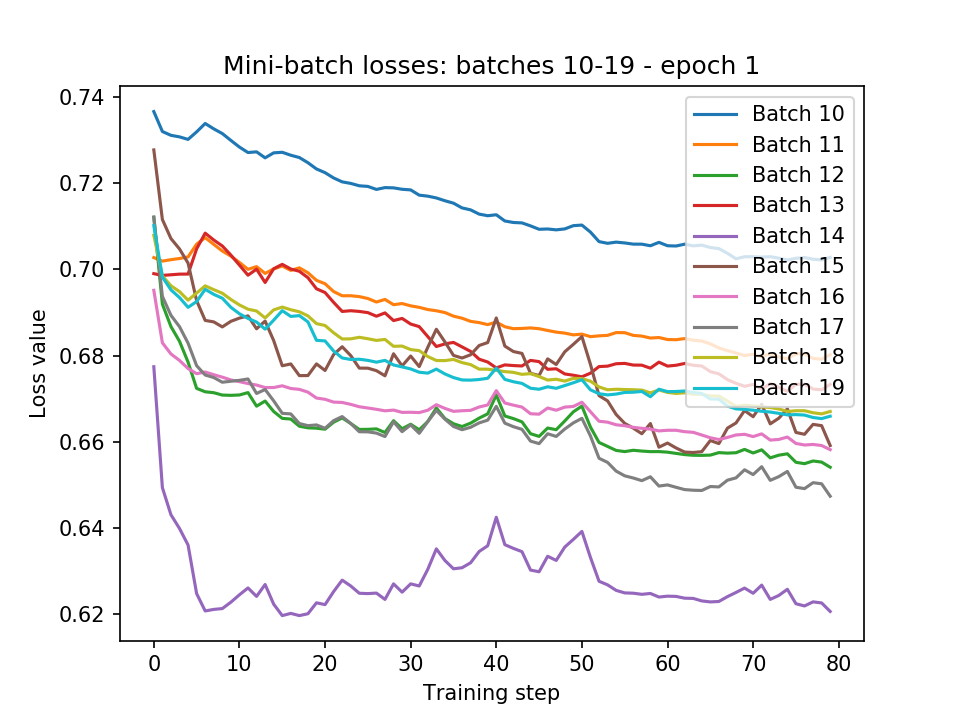 Mini-batch losses: batches 10-19 - epoch 1
0.74
0.72
0.70
0.68
0.66
0.64
0.62
Loss value
Batch 10
Batch 11
Batch 12
Batch 13
Batch 14
Batch 15
Batch 16
Batch 17
Batch 18
Batch 19
0 10 20 30 40 50 60 70 80
Training step